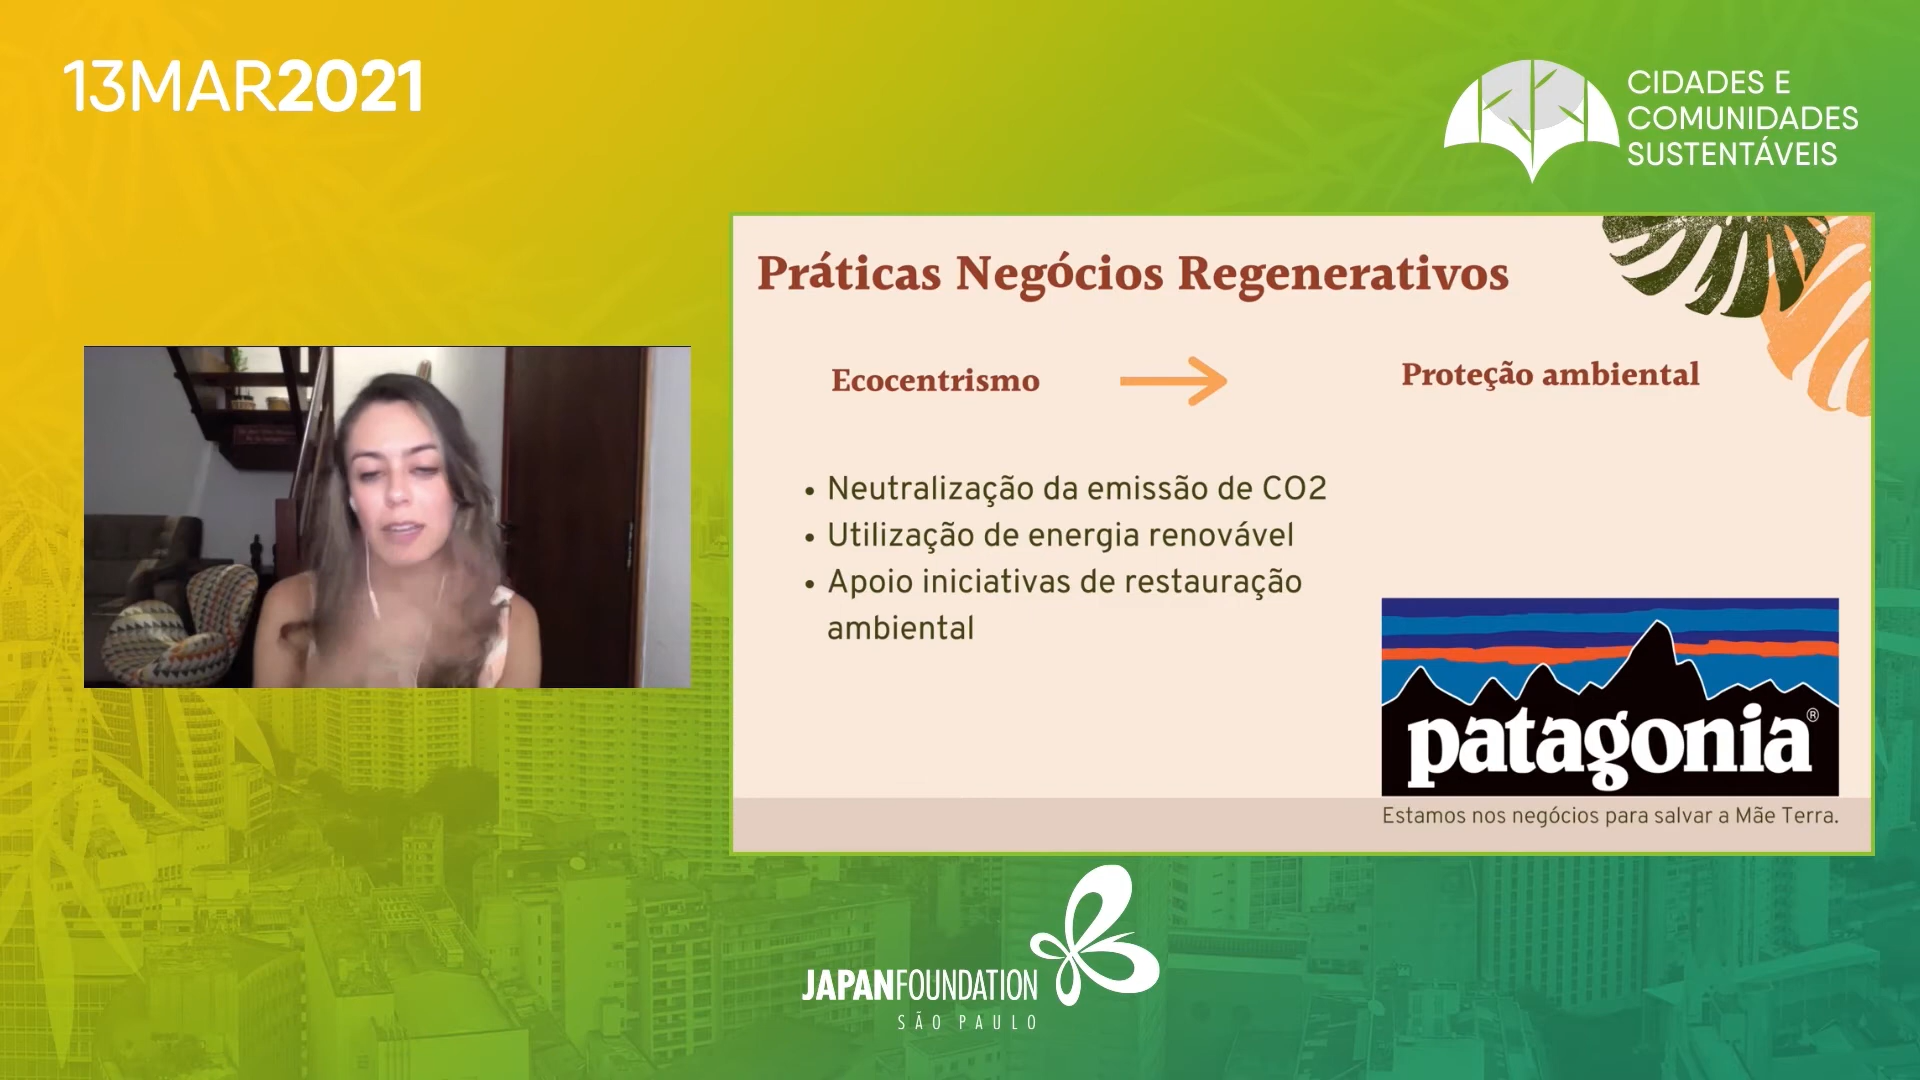 13MAR2021
CIDADES E
COMUNIDADES
SUSTENTÁVEIS
Práticas Negócios Regenerativos
Ecocentrismo
Proteção ambiental
• Neutralização da emissão de CO2
• Utilização de energia renovável
• Apoio iniciativas de restauração
ambiental
patagonia®
Estamos nos negócios para salvar a Mãe Terra.
JAPANFOUNDATION
SÃO PAULO